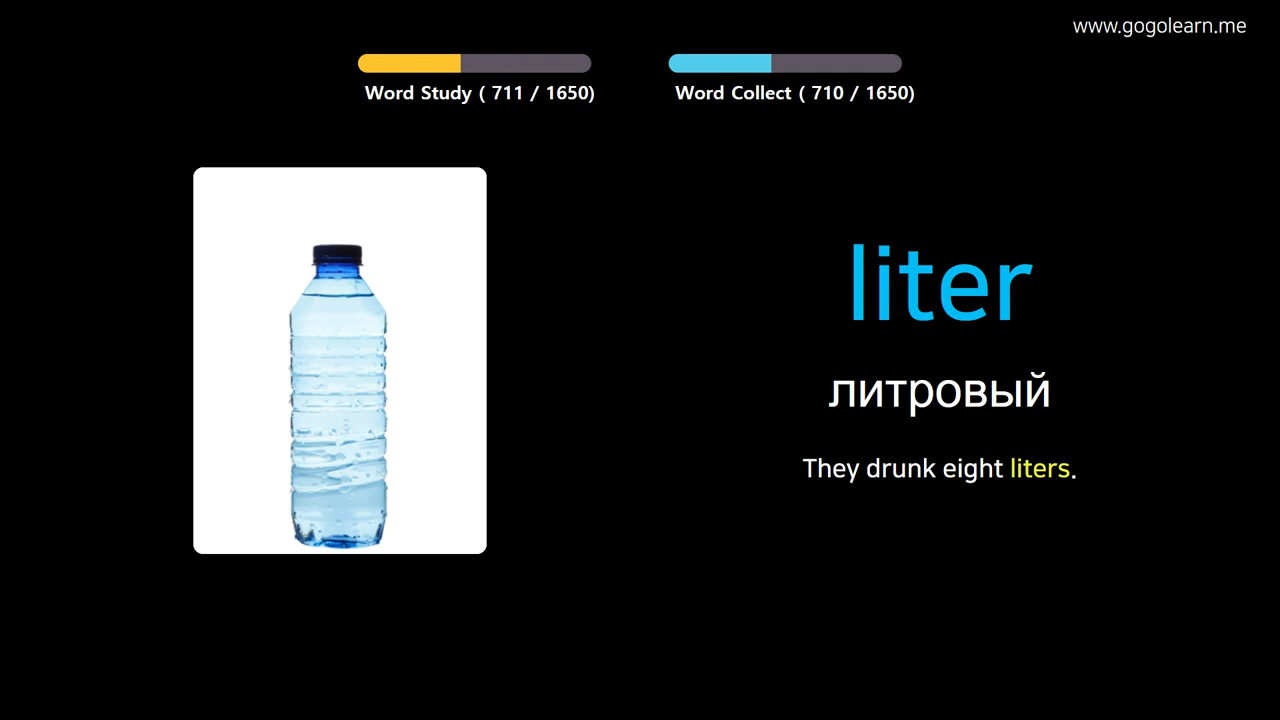 www.gogolearn.me
Word Study ( 711 / 1650)
Word Collect ( 710 / 1650)
liter
литровый
They drunk eight liters.